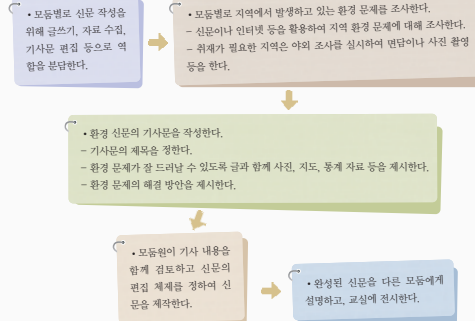 • 모둠별로 신문 작성을
위해 글쓰기, 자료 수집,
기사문 편집 등으로 역
할을 분담한다.
• 모둠별로 지역에서 발생하고 있는 환경 문제를 조사한다.
– 신문이나 인터넷 등을 활용하여 지역 환경 문제에 대해 조사한다.
– 취재가 필요한 지역은 야외 조사를 실시하여 면담이나 사진 촬영
등을 한다.
• 환경 신문의 기사문을 작성한다.
– 기사문의 제목을 정한다.
– 환경 문제가 잘 드러날 수 있도록 글과 함께 사진, 지도, 통계 자료 등을 제시한다.
– 환경 문제의 해결 방안을 제시한다.
• 모둠원이 기사 내용을
함께 검토하고 신문의
편집 체제를 정하여 신
문을 제작한다.
• 완성된 신문을 다른 모둠에게
설명하고, 교실에 전시한다.